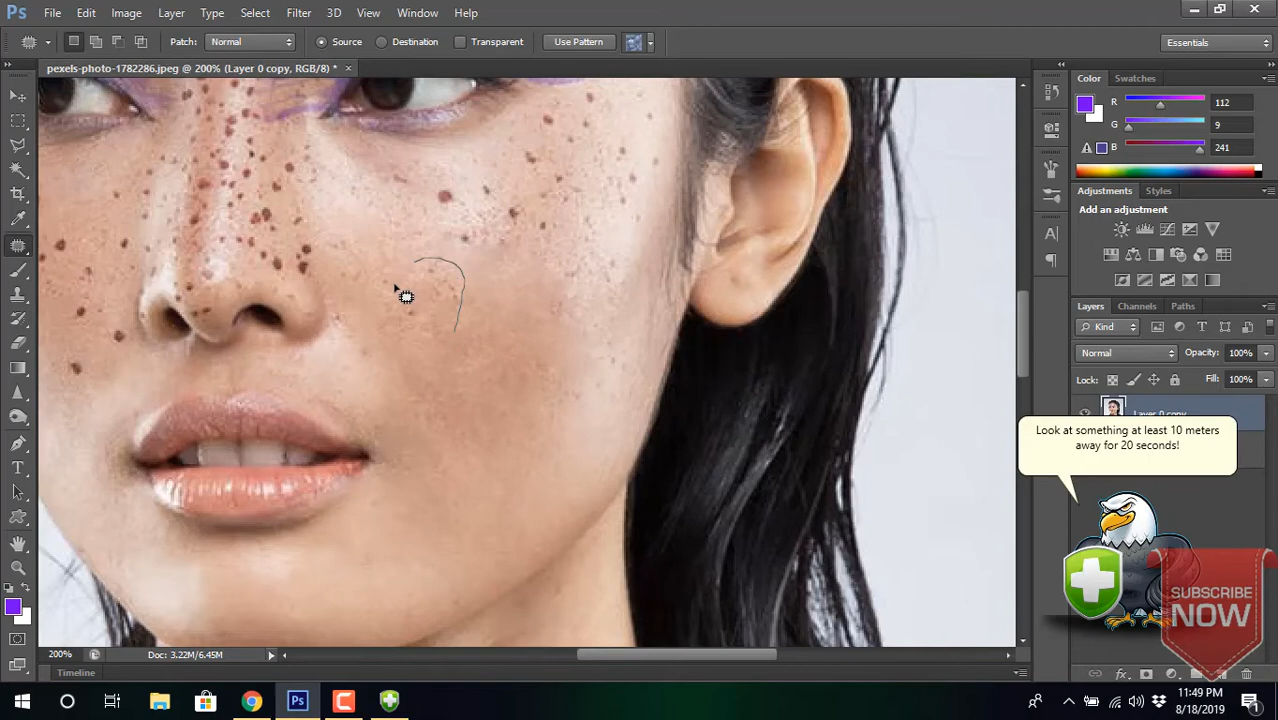 Ps File Edit Image Layer Type Select Filter 3D View Window Help
Patch: Normal Source Destination Transparent Use Pattern Essentials
pexels-photo-1782286.jpeg @ 200% (Layer 0 copy, RGB/8) *
Color Swatches
R 112
G 9
B 241
Adjustments Styles
Add an adjustment
Layers Channels Paths
Kind
Normal Opacity: 100%
Lock: Fill: 100%
Layer 0 copy
Look at something at least 10 meters
away for 20 seconds!
SUBSCRIBE
NOW
200% Doc: 3.22M/6.45M
Timeline
Ps
11:49 PM
8/18/2019
1